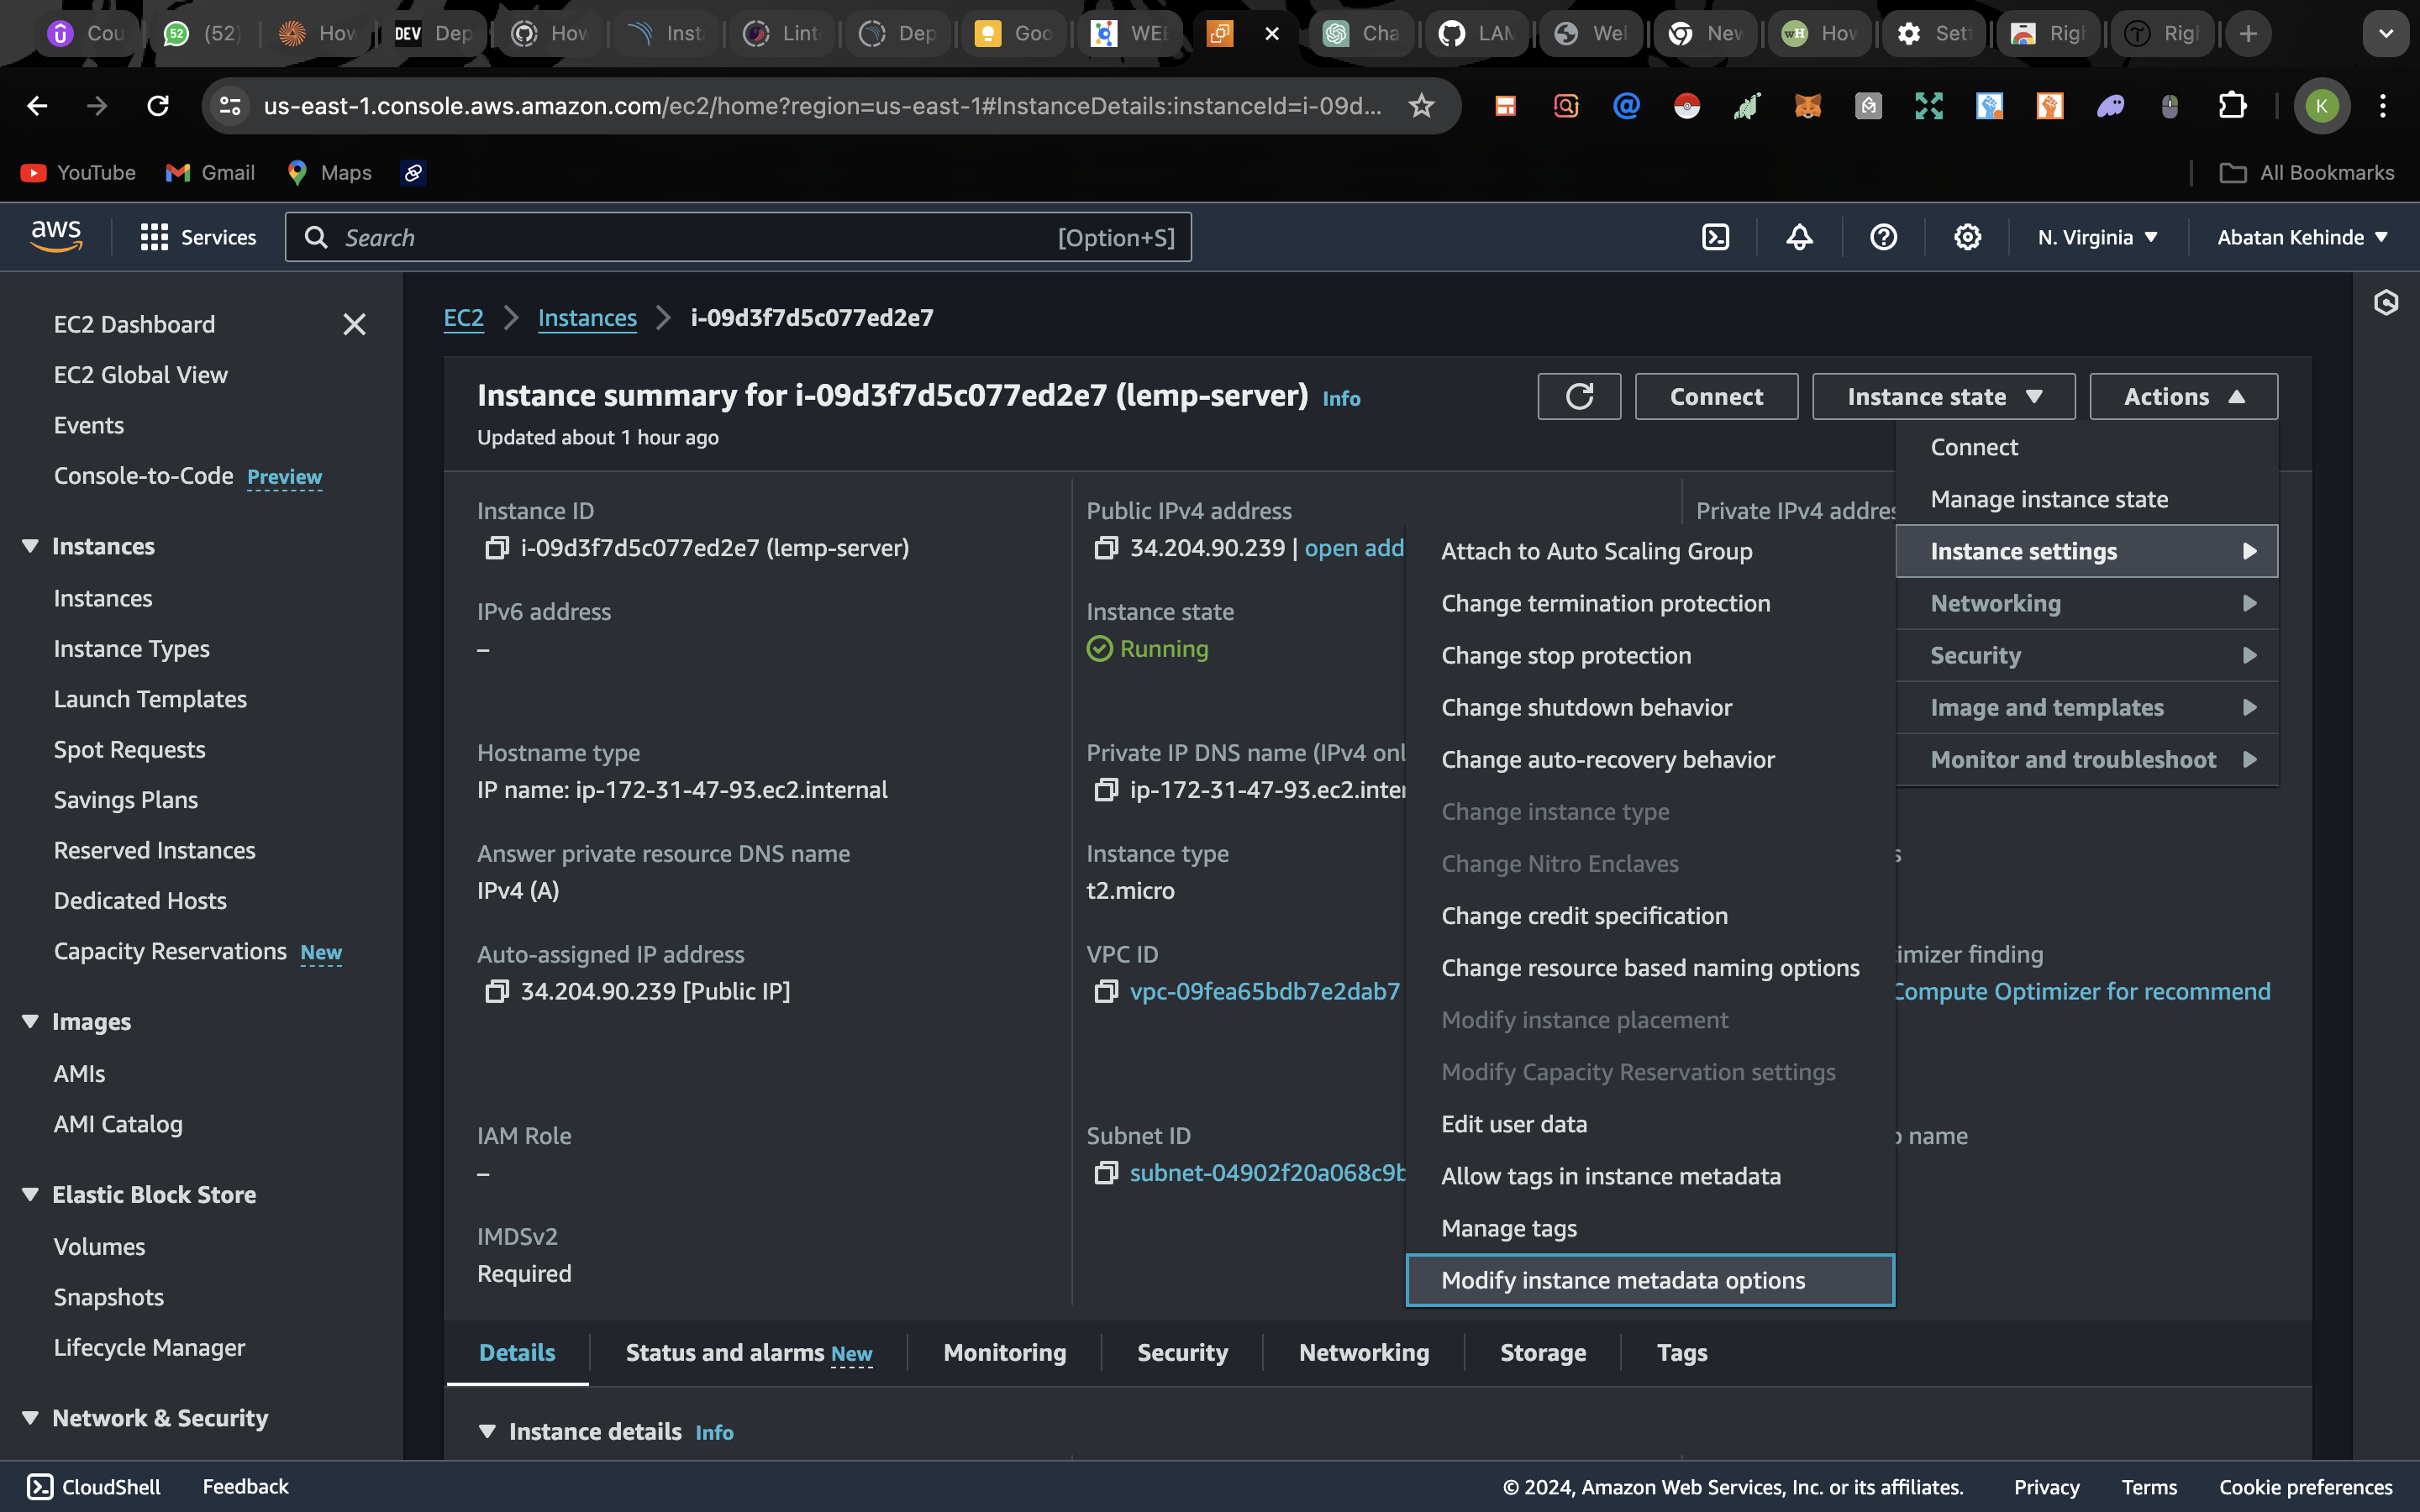 Cou
52
(52)
How
DEV
Dep
How
Inst
Lint
Dep
Goo
WEB
Cha
LAM
Wel
New
wH
How
Sett
Righ
Righ
us-east-1.console.aws.amazon.com/ec2/home?region=us-east-1#InstanceDetails:instanceId=i-09d...
K
YouTube
Gmail
Maps
All Bookmarks
aws
Services
Search
[Option+S]
N. Virginia
Abatan Kehinde
EC2 Dashboard
EC2 Global View
Events
Console-to-Code Preview
Instances
Instances
Instance Types
Launch Templates
Spot Requests
Savings Plans
Reserved Instances
Dedicated Hosts
Capacity Reservations New
Images
AMIs
AMI Catalog
Elastic Block Store
Volumes
Snapshots
Lifecycle Manager
Network & Security
EC2 > Instances > i-09d3f7d5c077ed2e7
Instance summary for i-09d3f7d5c077ed2e7 (lemp-server) Info
Updated about 1 hour ago
Connect
Instance state
Actions
Instance ID
i-09d3f7d5c077ed2e7 (lemp-server)
IPv6 address
–
Hostname type
IP name: ip-172-31-47-93.ec2.internal
Answer private resource DNS name
IPv4 (A)
Auto-assigned IP address
34.204.90.239 [Public IP]
IAM Role
–
IMDSv2
Required
Public IPv4 address
34.204.90.239 | open add
Instance state
Running
Private IP DNS name (IPv4 onl
ip-172-31-47-93.ec2.inter
Instance type
t2.micro
VPC ID
vpc-09fea65bdb7e2dab7
Subnet ID
subnet-04902f20a068c9b
Private IPv4 addres
s
imizer finding
Compute Optimizer for recommend
name
Connect
Manage instance state
Instance settings
Networking
Security
Image and templates
Monitor and troubleshoot
Attach to Auto Scaling Group
Change termination protection
Change stop protection
Change shutdown behavior
Change auto-recovery behavior
Change instance type
Change Nitro Enclaves
Change credit specification
Change resource based naming options
Modify instance placement
Modify Capacity Reservation settings
Edit user data
Allow tags in instance metadata
Manage tags
Modify instance metadata options
Details
Status and alarms New
Monitoring
Security
Networking
Storage
Tags
Instance details Info
CloudShell
Feedback
© 2024, Amazon Web Services, Inc. or its affiliates.
Privacy
Terms
Cookie preferences